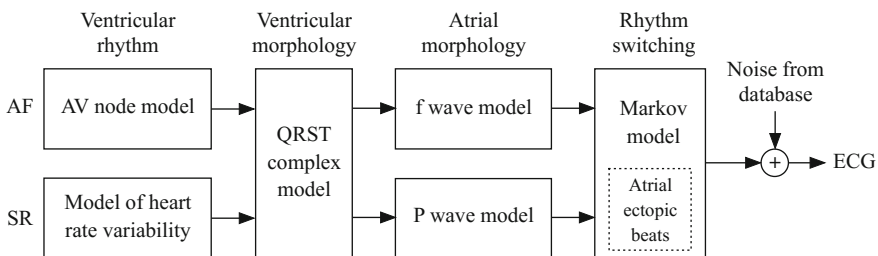 Ventricular
rhythm
Ventricular
morphology
Atrial
morphology
Rhythm
switching
AF
AV node model
QRST
complex
model
f wave model
Markov
model
Noise from
database
+
ECG
SR
Model of heart
rate variability
P wave model
Atrial
ectopic
beats